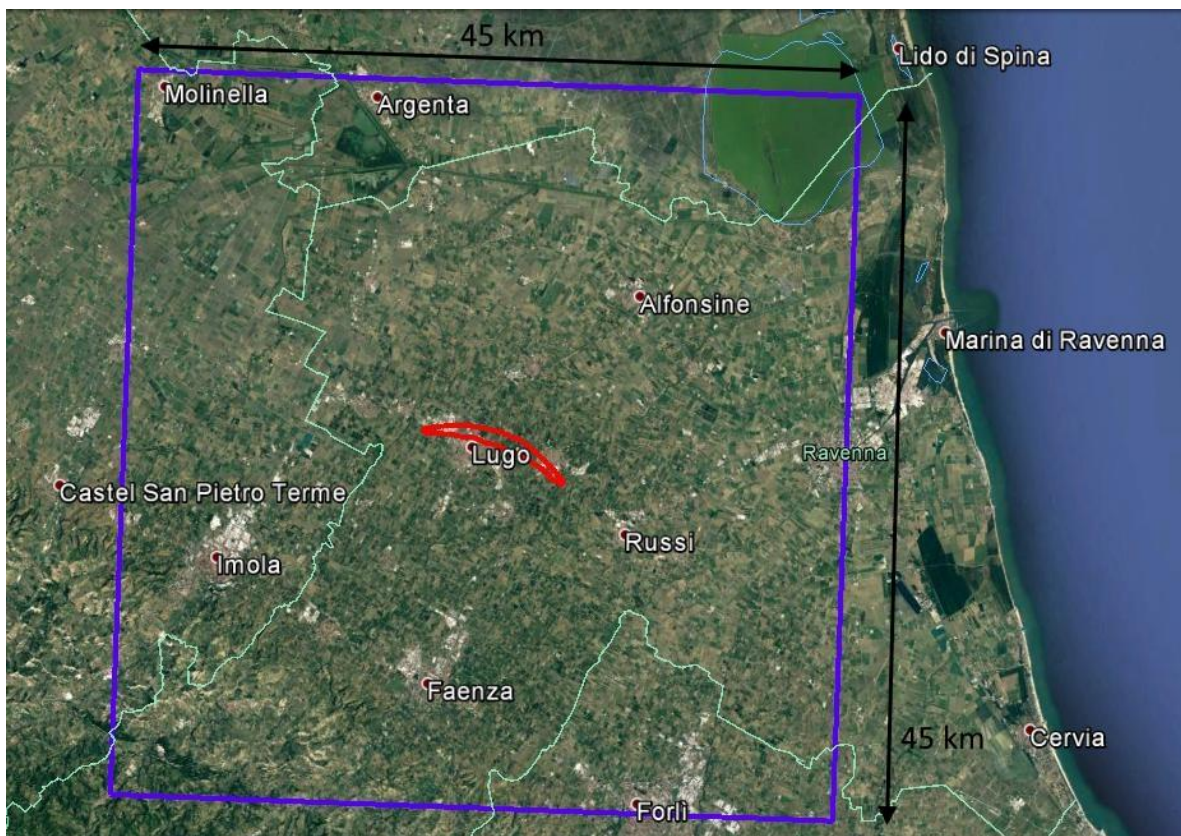 45 km
Lido di Spina
Molinella
Argenta
Alfonsine
Marina di Ravenna
Lugo
Ravenna
Castel San Pietro Terme
Russi
Imola
Faenza
45 km
Cervia
Forlì